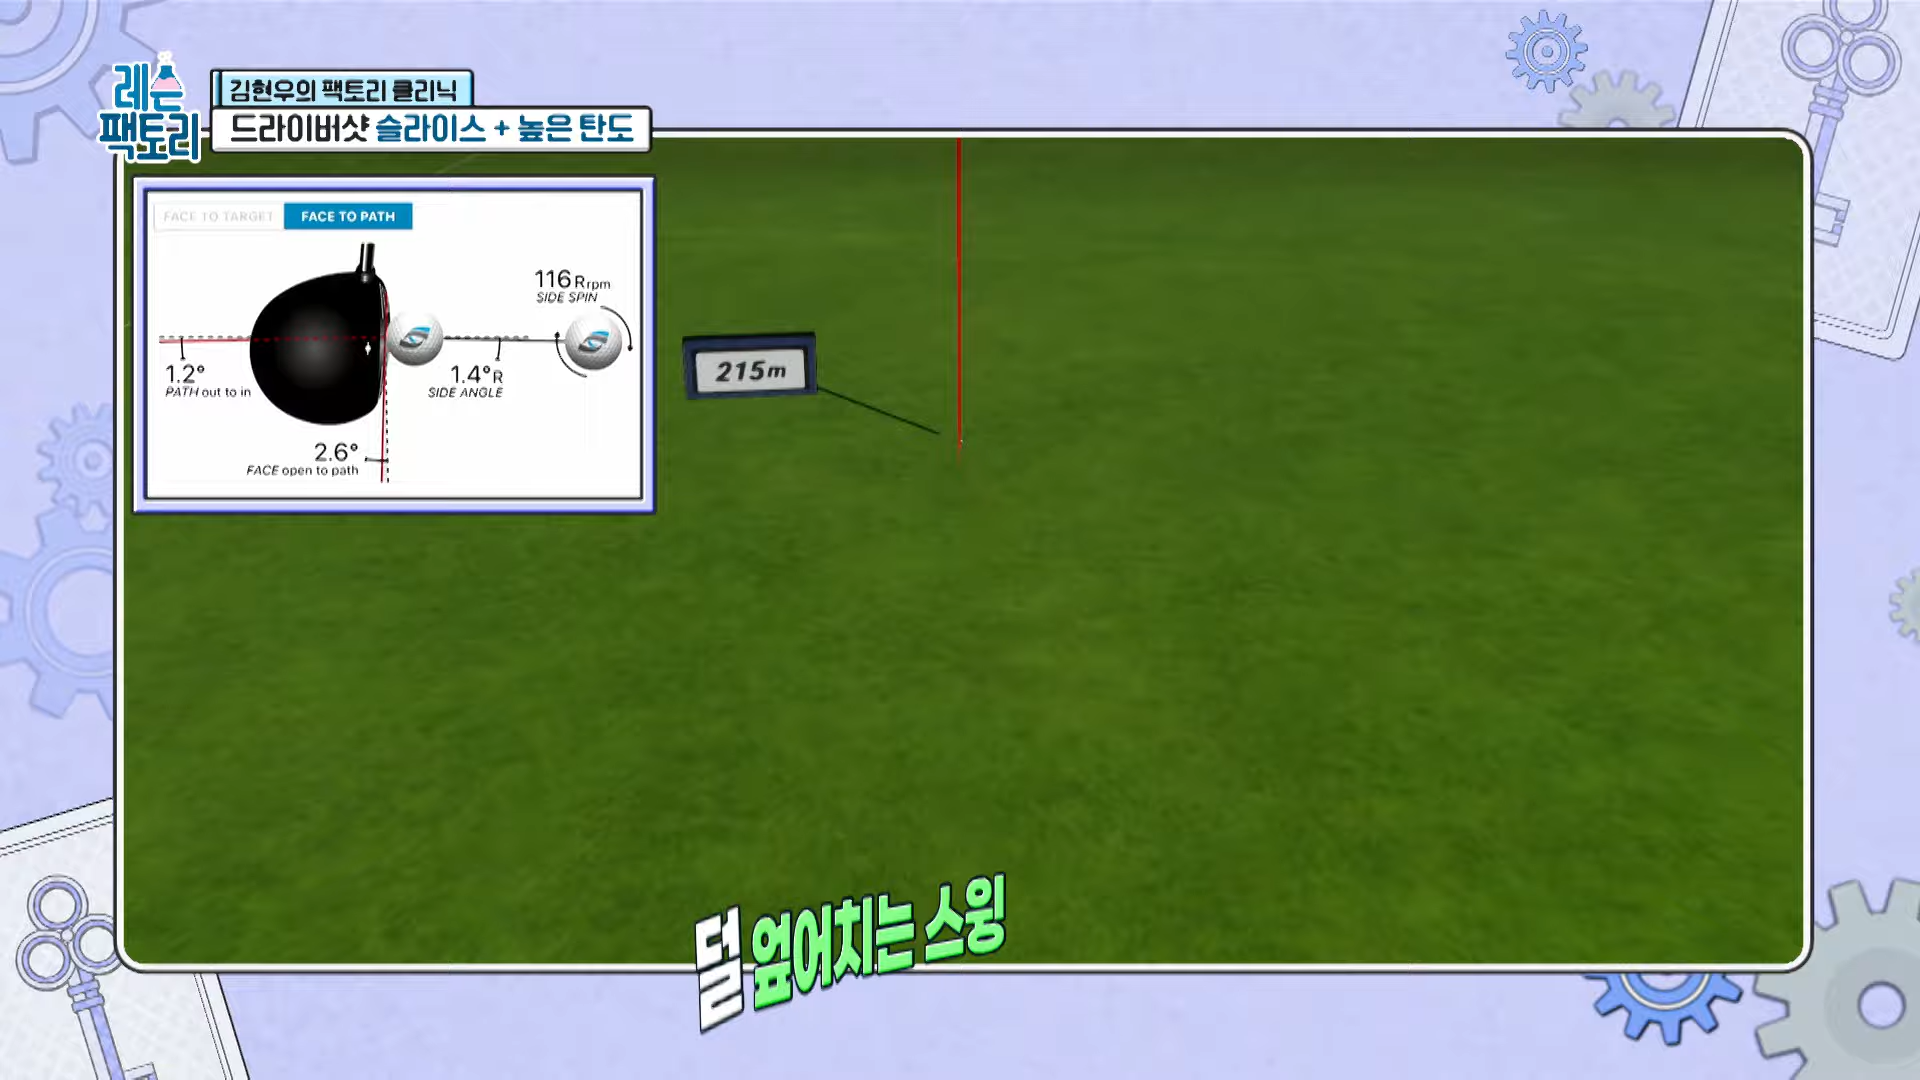 레슨
팩토리
김현우의 팩토리 클리닉
드라이버샷 슬라이스 + 높은 탄도
FACE TO TARGET
FACE TO PATH
116 R rpm
SIDE SPIN
1.2°
PATH out to in
1.4° R
SIDE ANGLE
2.6°
FACE open to path
215m
덜 엎어치는 스윙